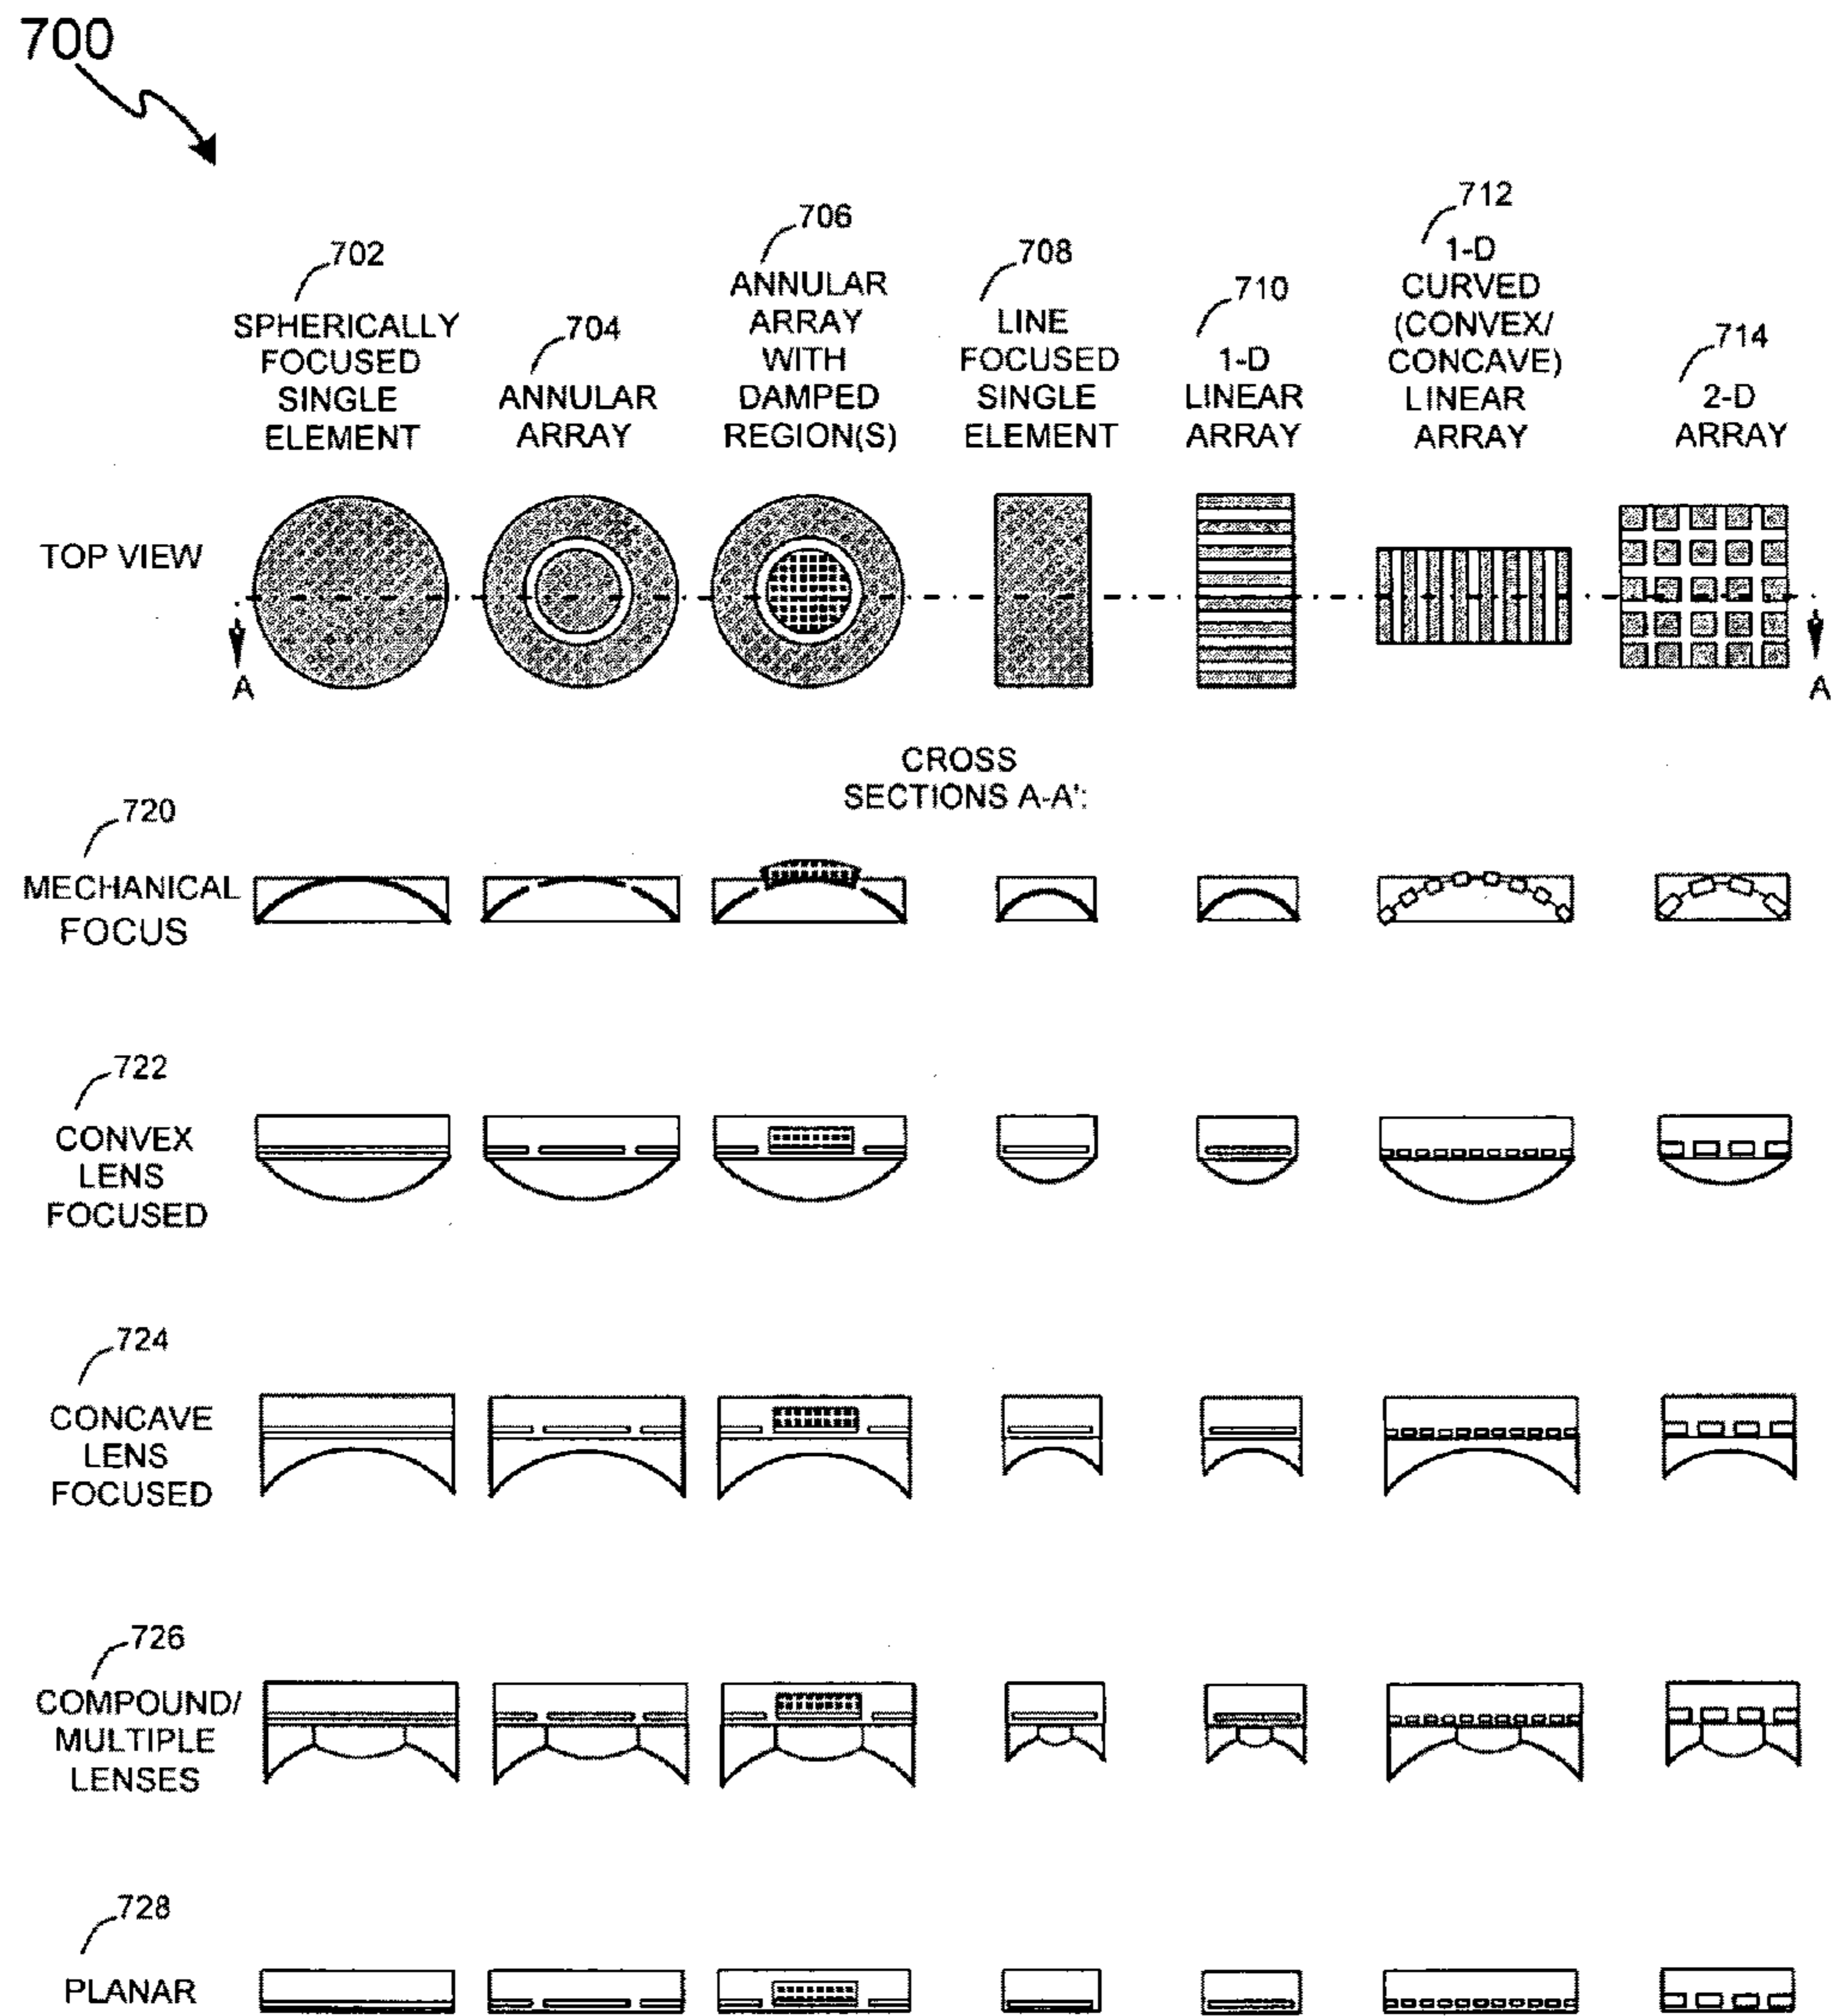 700
702
SPHERICALLY
FOCUSED
SINGLE
ELEMENT
704
ANNULAR
ARRAY
706
ANNULAR
ARRAY
WITH
DAMPED
REGION(S)
708
LINE
FOCUSED
SINGLE
ELEMENT
710
1-D
LINEAR
ARRAY
712
1-D
CURVED
(CONVEX/
CONCAVE)
LINEAR
ARRAY
714
2-D
ARRAY
TOP VIEW
A
A
CROSS
SECTIONS A-A':
720
MECHANICAL
FOCUS
722
CONVEX
LENS
FOCUSED
724
CONCAVE
LENS
FOCUSED
726
COMPOUND/
MULTIPLE
LENSES
728
PLANAR